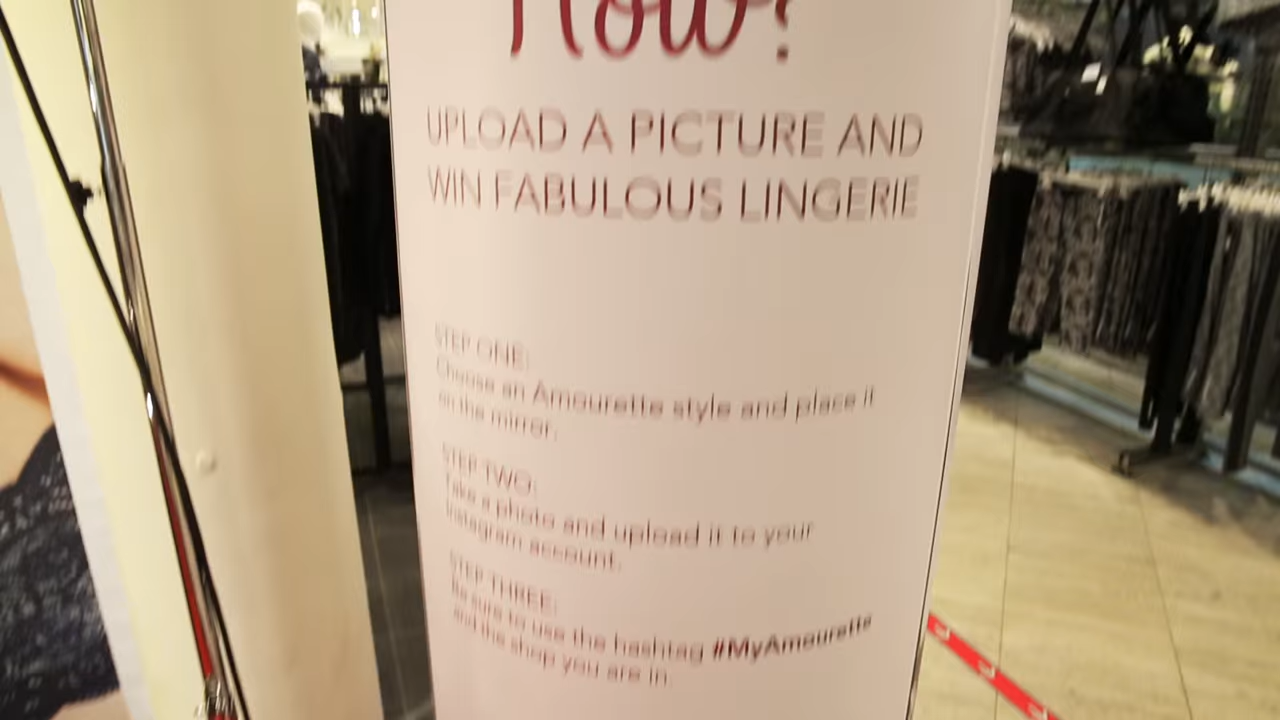 How?
UPLOAD A PICTURE AND
WIN FABULOUS LINGERIE
STEP ONE:
Choose an Amourette style and place it
on the mirror.
STEP TWO:
Take a photo and upload it to your
Instagram account.
STEP THREE:
Be sure to use the hashtag #MyAmourette
and the shop you are in.